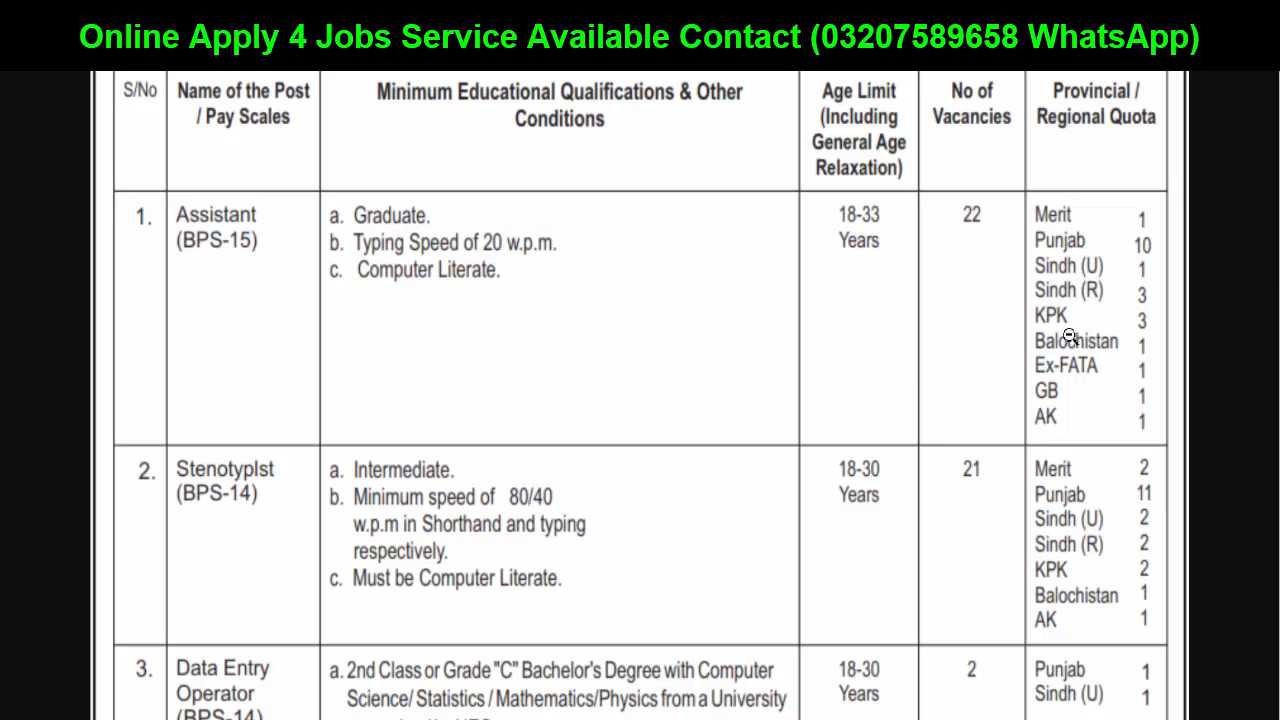 Online Apply 4 Jobs Service Available Contact (03207589658 WhatsApp)
S/No
Name of the Post
/ Pay Scales
Minimum Educational Qualifications & Other
Conditions
Age Limit
(Including
General Age
Relaxation)
No of
Vacancies
Provincial /
Regional Quota
1.
Assistant
(BPS-15)
a. Graduate.
b. Typing Speed of 20 w.p.m.
c. Computer Literate.
18-33
Years
22
Merit 1
Punjab 10
Sindh (U) 1
Sindh (R) 3
KPK 3
Balochistan 1
Ex-FATA 1
GB 1
AK 1
2.
StenotypIst
(BPS-14)
a. Intermediate.
b. Minimum speed of 80/40
w.p.m in Shorthand and typing
respectively.
c. Must be Computer Literate.
18-30
Years
21
Merit 2
Punjab 11
Sindh (U) 2
Sindh (R) 2
KPK 2
Balochistan 1
AK 1
3.
Data Entry
Operator
(BPS-14)
a. 2nd Class or Grade "C" Bachelor's Degree with Computer
Science/ Statistics / Mathematics/Physics from a University
18-30
Years
2
Punjab 1
Sindh (U) 1